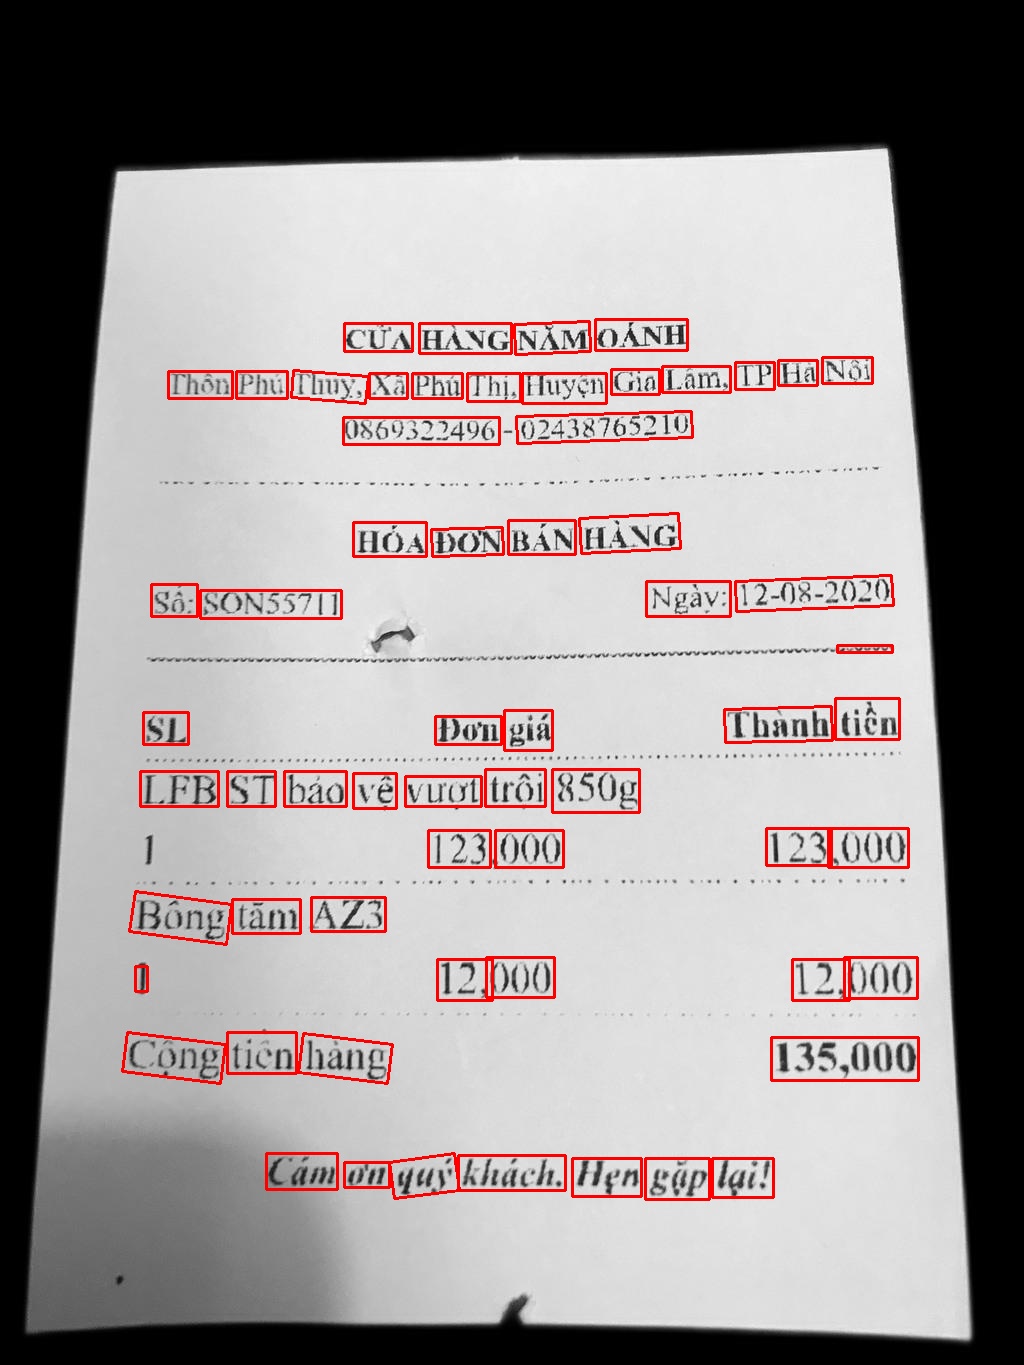 CỬA HÀNG NĂM OÁNH
Thôn Phú Thuỵ, Xã Phú Thị, Huyện Gia Lâm, TP Hà Nội
0869322496 - 02438765210
HÓA ĐƠN BÁN HÀNG
Số: SON55711 Ngày: 12-08-2020
SL Đơn giá Thành tiền
LFB ST báo vệ vượt trôi 850g
1 123,000 123,000
Bông tăm AZ3
1 12,000 12,000
Cộng tiền hàng 135,000
Cám ơn quý khách. Hẹn gặp lại!